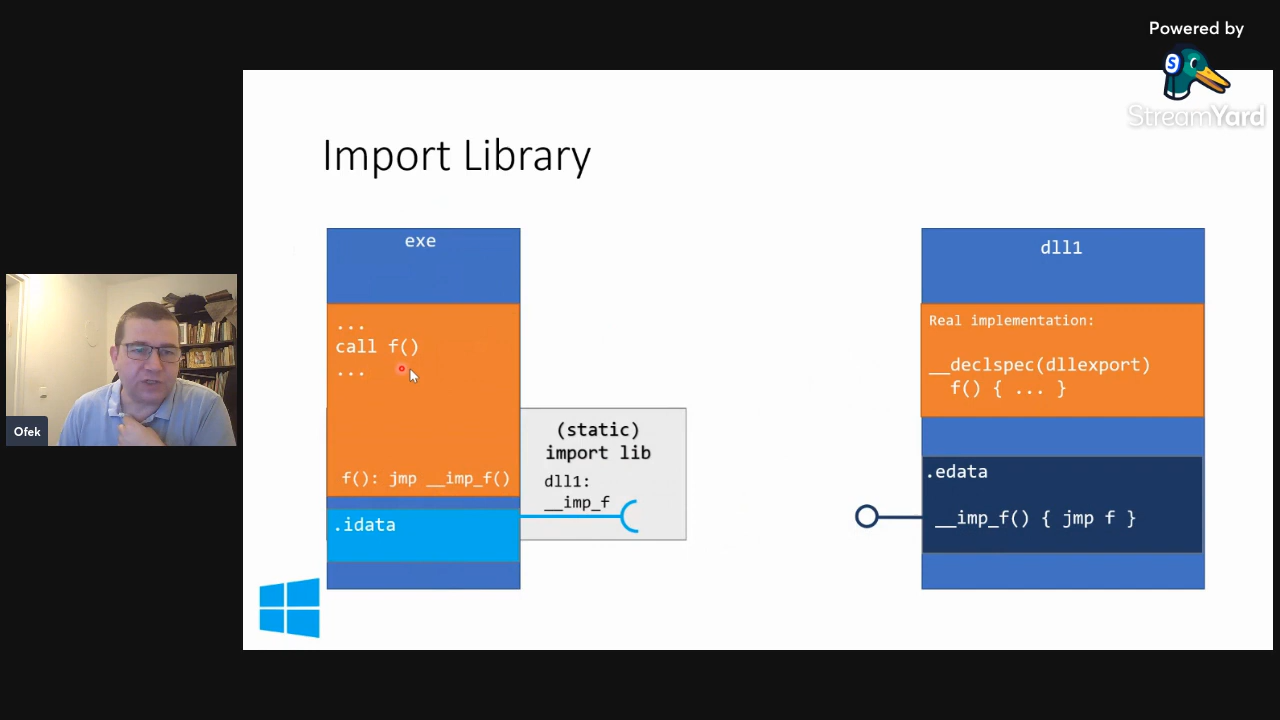 Powered by
S
StreamYard
Import Library
exe
...
call f()
...
f(): jmp __imp_f()
.idata
(static)
import lib
dll1:
__imp_f
dll1
Real implementation:
__declspec(dllexport)
f() { ... }
.edata
__imp_f() { jmp f }
Ofek